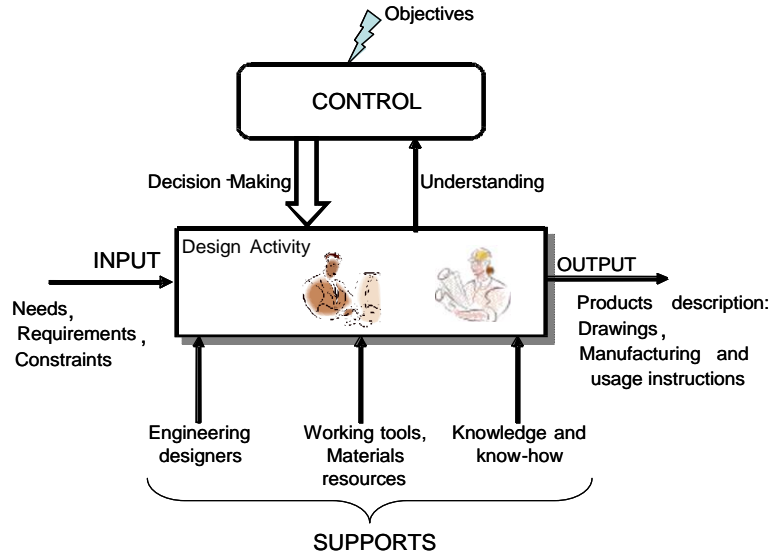 Objectives
CONTROL
Decision-Making
Understanding
Design Activity
INPUT
Needs,
Requirements,
Constraints
OUTPUT
Products description:
Drawings,
Manufacturing and
usage instructions
Engineering
designers
Working tools,
Materials
resources
Knowledge and
know-how
SUPPORTS